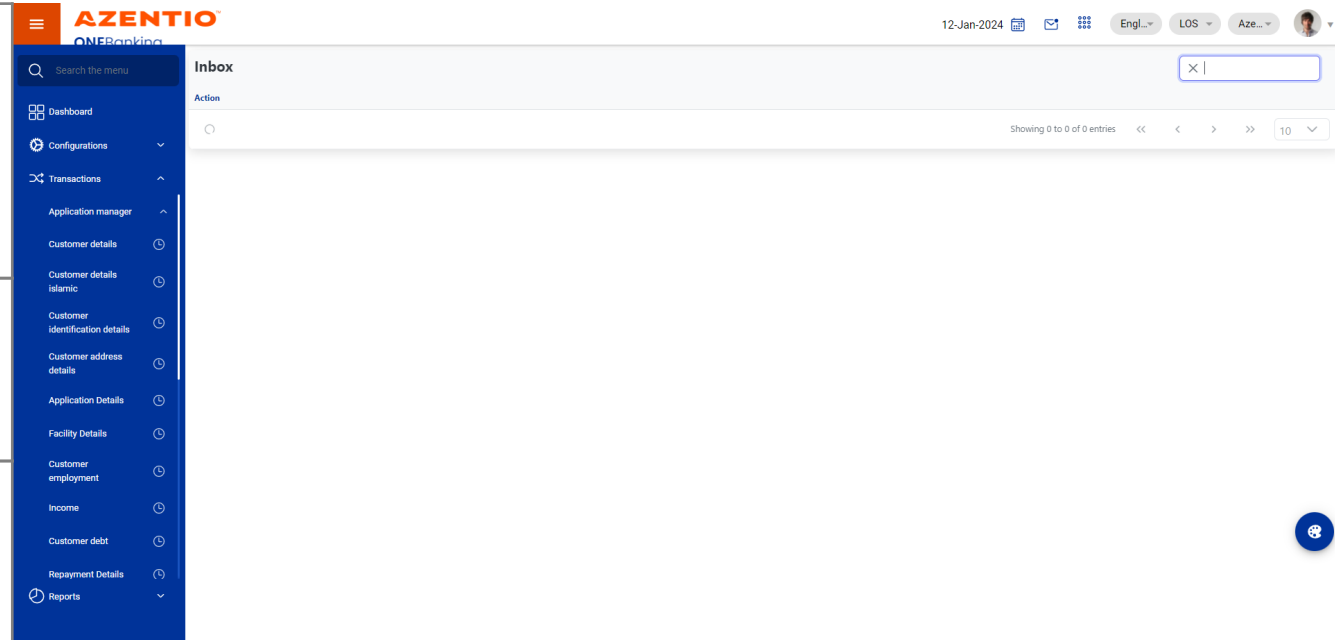 AZENTIO™
ONEBanking
12-Jan-2024
Engl...
LOS
Aze...
Search the menu
Inbox
Action
Showing 0 to 0 of 0 entries
10
Dashboard
Configurations
Transactions
Application manager
Customer details
Customer details
islamic
Customer
identification details
Customer address
details
Application Details
Facility Details
Customer
employment
Income
Customer debt
Repayment Details
Reports